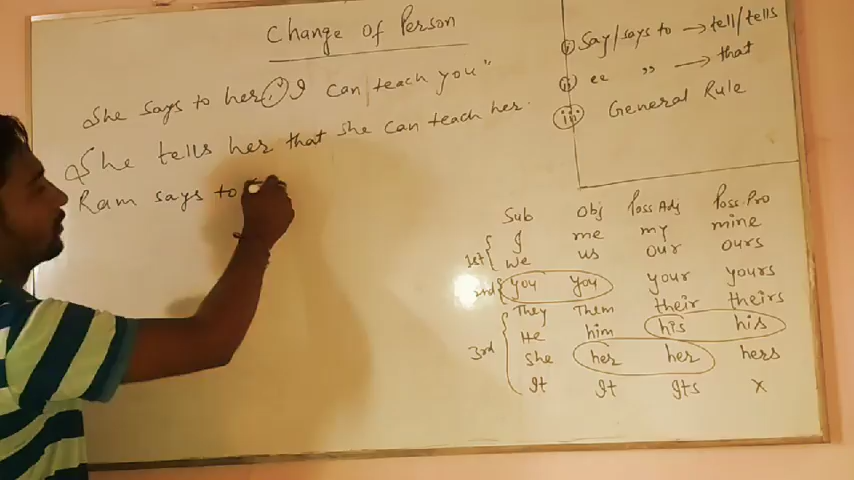 Change of Person
She says to her, "I can teach you"
She tells her that she can teach her.
Ram says to
(i) Say/says to → tell/tells
(ii) " " → that
(iii) General Rule
Sub Obj Poss Adj Poss Pro
1st { I me my mine
We us our ours
2nd { you you your yours
3rd { They Them their theirs
He him his his
She her her hers
It It Its X